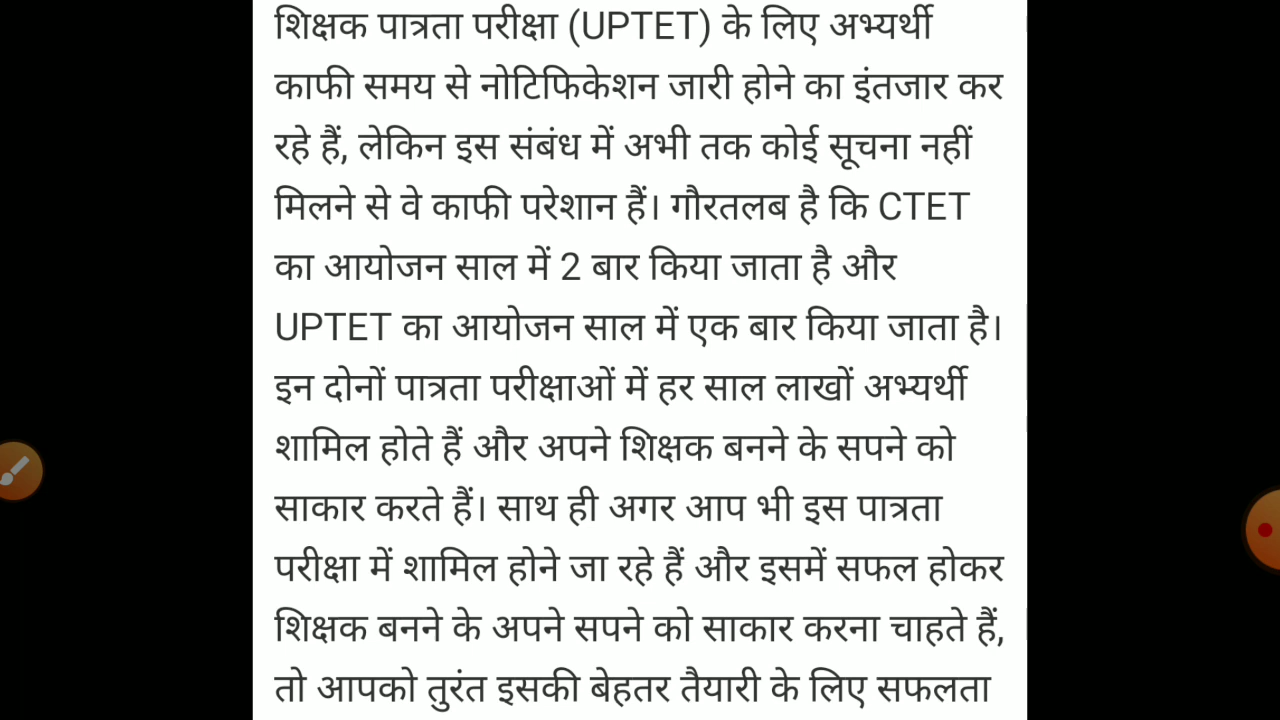 शिक्षक पात्रता परीक्षा (UPTET) के लिए अभ्यर्थी
काफी समय से नोटिफिकेशन जारी होने का इंतजार कर
रहे हैं, लेकिन इस संबंध में अभी तक कोई सूचना नहीं
मिलने से वे काफी परेशान हैं। गौरतलब है कि CTET
का आयोजन साल में 2 बार किया जाता है और
UPTET का आयोजन साल में एक बार किया जाता है।
इन दोनों पात्रता परीक्षाओं में हर साल लाखों अभ्यर्थी
शामिल होते हैं और अपने शिक्षक बनने के सपने को
साकार करते हैं। साथ ही अगर आप भी इस पात्रता
परीक्षा में शामिल होने जा रहे हैं और इसमें सफल होकर
शिक्षक बनने के अपने सपने को साकार करना चाहते हैं,
तो आपको तुरंत इसकी बेहतर तैयारी के लिए सफलता